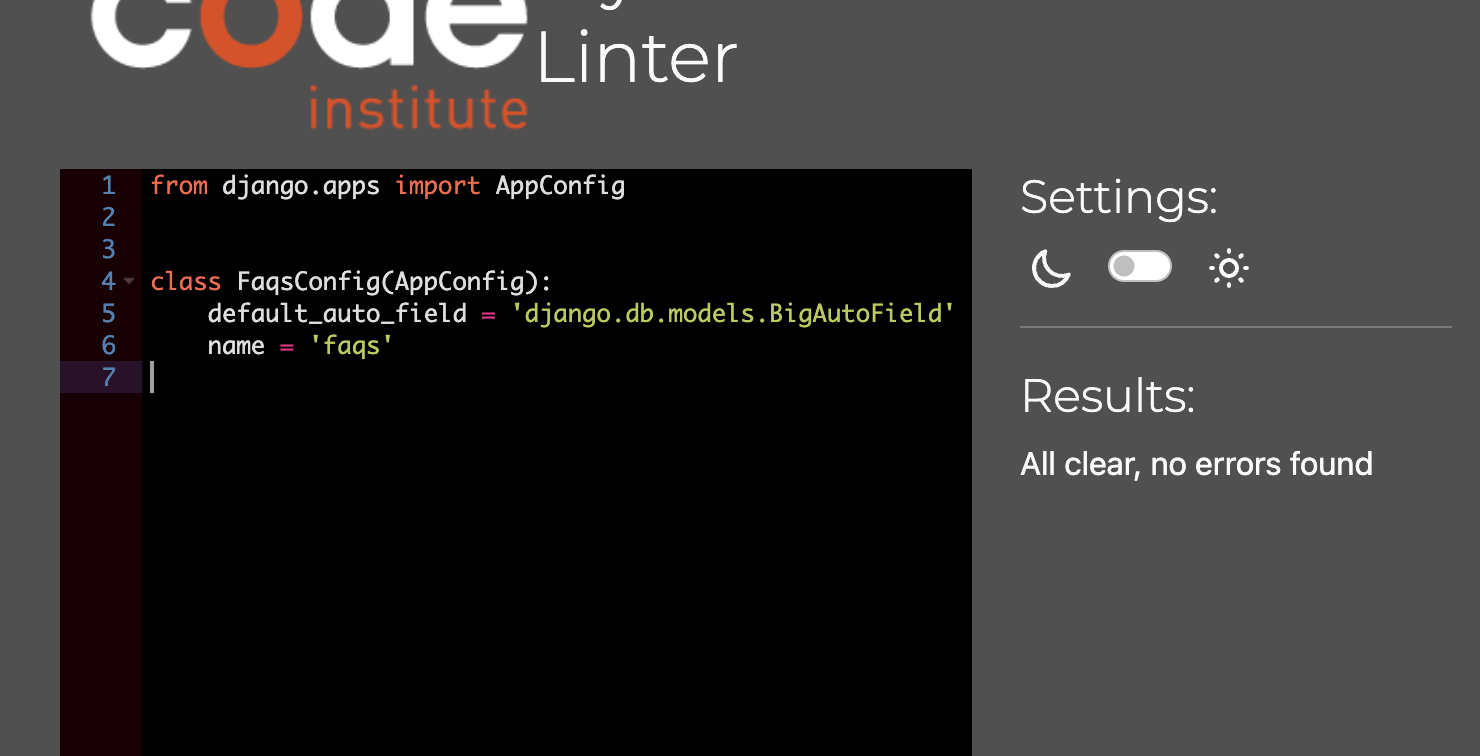 code
Linter
institute
1 from django.apps import AppConfig
2
3
4 class FaqsConfig(AppConfig):
5     default_auto_field = 'django.db.models.BigAutoField'
6     name = 'faqs'
7
Settings:
Results:
All clear, no errors found